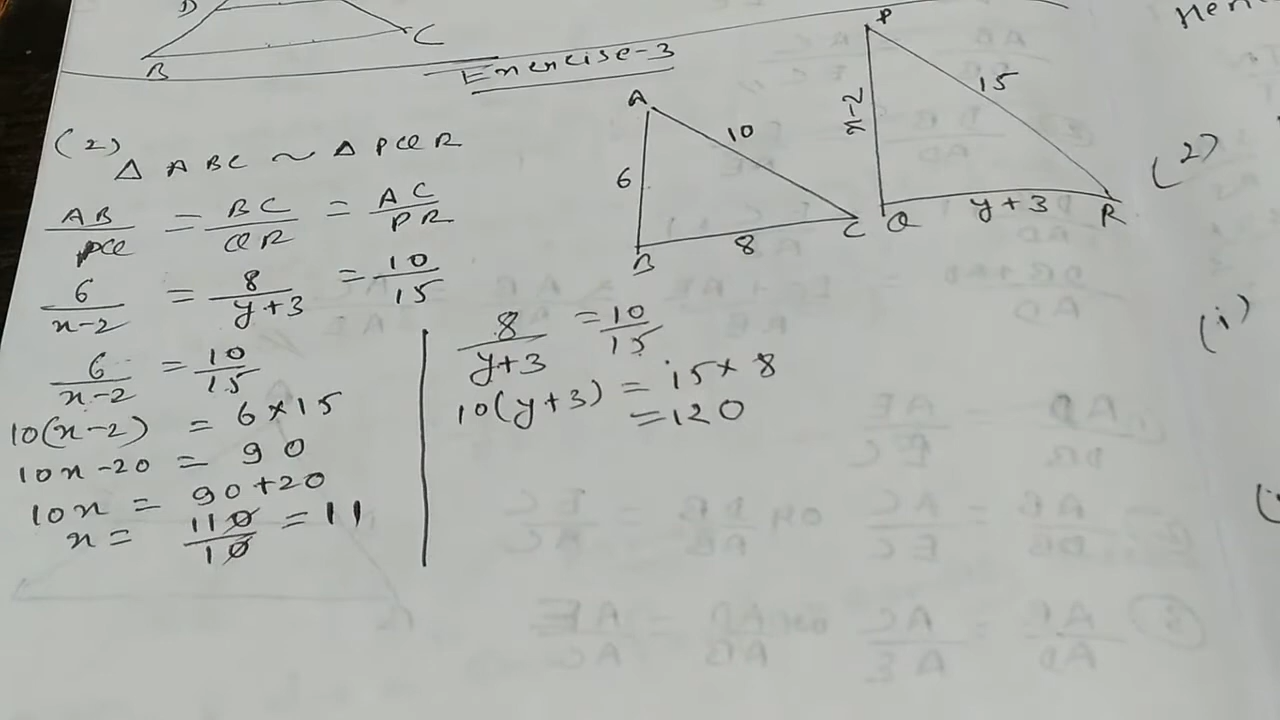 D
C
B
Exercise-3
Hen
(2)
Δ ABC ~ Δ PQR
AB/PQ = BC/QR = AC/PR
6/x-2 = 8/y+3 = 10/15
6/x-2 = 10/15
10(x-2) = 6×15
10x-20 = 90
10x = 90+20
x = 110/10 = 11
8/y+3 = 10/15
10(y+3) = 15×8
=120
A
10
6
B
8
C
P
15
x-2
Q
y+3
R
(2)
(i)